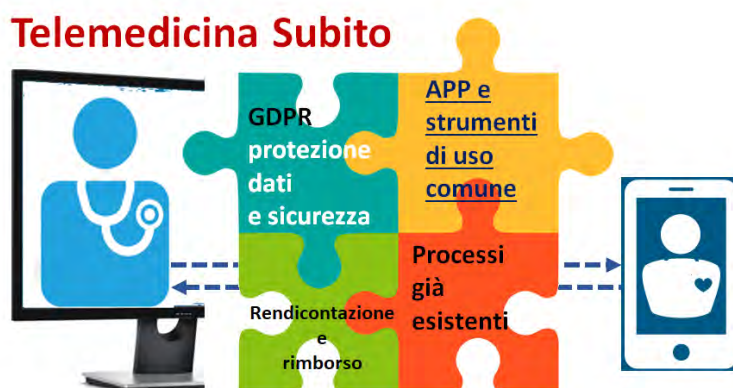 Telemedicina Subito
GDPR
protezione
dati
e sicurezza
APP e
strumenti
di uso
comune
Rendicontazione
e
rimborso
Processi
già
esistenti